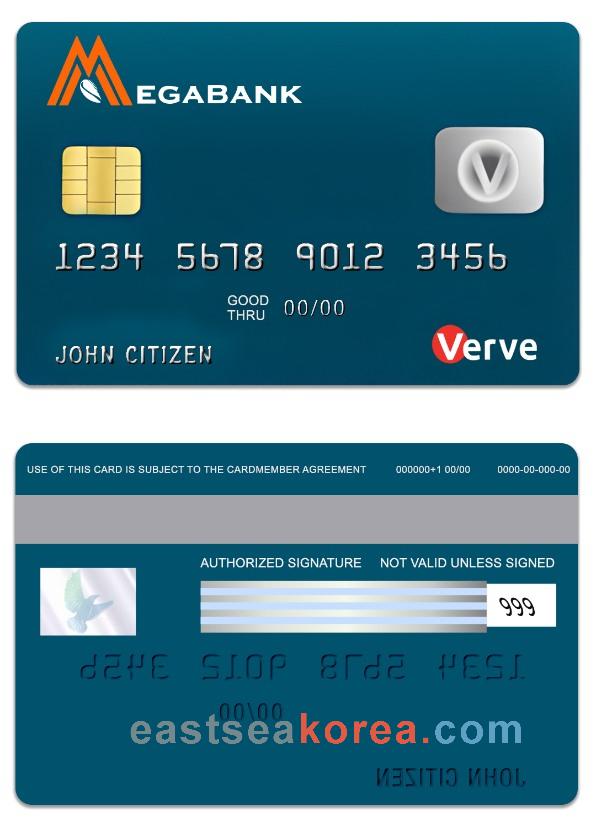 MEGABANK
V
1234 5678 9012 3456
GOOD THRU 00/00
JOHN CITIZEN
Verve
USE OF THIS CARD IS SUBJECT TO THE CARDMEMBER AGREEMENT 000000+1 00/00 0000-00-000-00
AUTHORIZED SIGNATURE NOT VALID UNLESS SIGNED
999
1234 5678 9012 3456
00/00
eastseakorea.com
JOHN CITIZEN